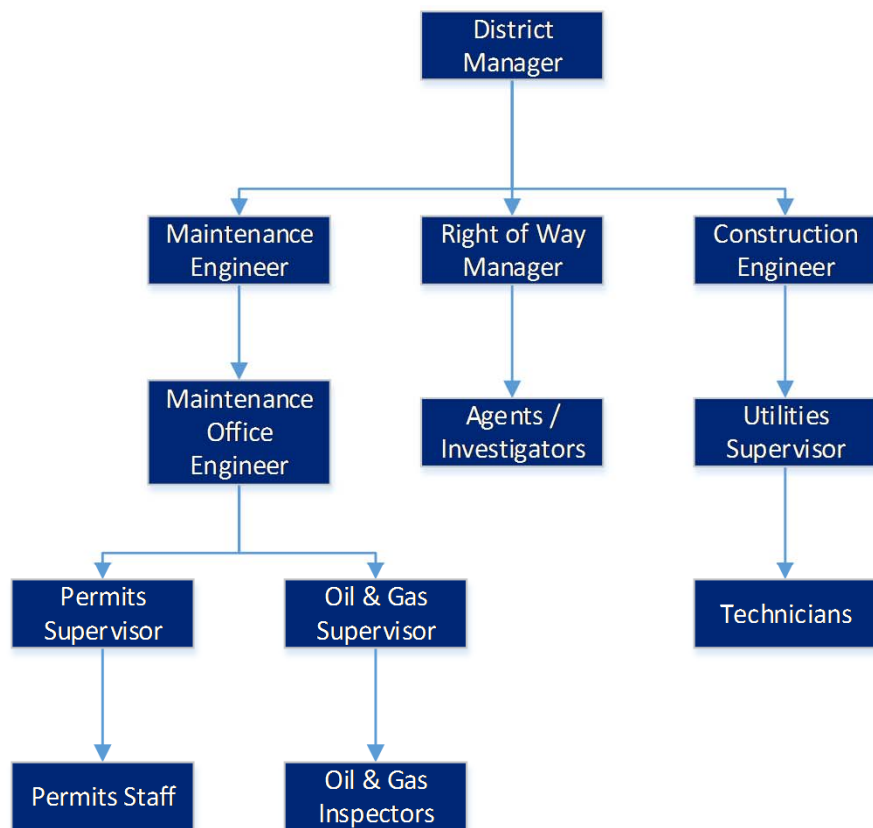 District
Manager
Maintenance
Engineer
Right of Way
Manager
Construction
Engineer
Maintenance
Office
Engineer
Agents /
Investigators
Utilities
Supervisor
Permits
Supervisor
Oil & Gas
Supervisor
Technicians
Permits Staff
Oil & Gas
Inspectors